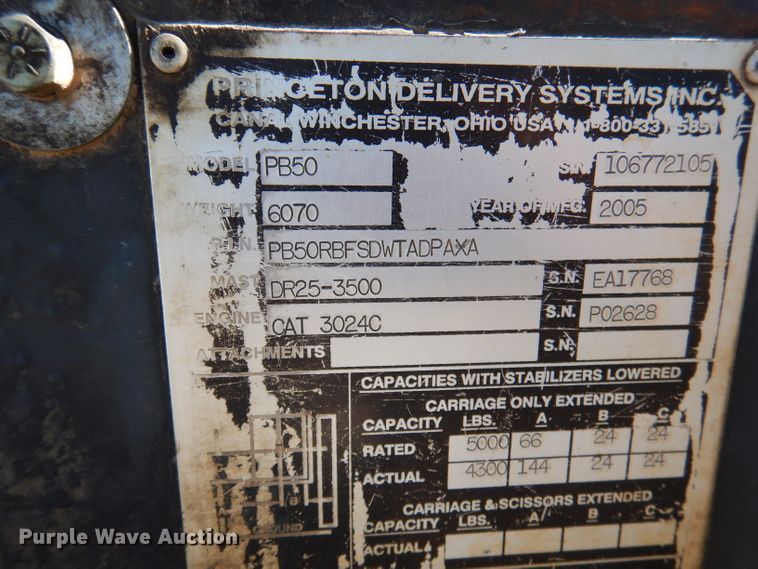 PRINCETON DELIVERY SYSTEMS INC.
CANAL WINCHESTER, OHIO USA
MODEL PB50 S.N. 106772105
WEIGHT 6070 YEAR OF MFG. 2005
P.I.N. PB50RBFSDWTADPAXA
MAST DR25-3500 S.N. EA17768
ENGINE CAT 3024C S.N. P02628
ATTACHMENTS S.N.
CAPACITIES WITH STABILIZERS LOWERED
CARRIAGE ONLY EXTENDED
CAPACITY LBS. A B C
RATED 5000 66 24 24
ACTUAL 4300 144 24 24
B
GROUND
CARRIAGE & SCISSORS EXTENDED
CAPACITY LBS. A B C
ACTUAL
Purple Wave Auction